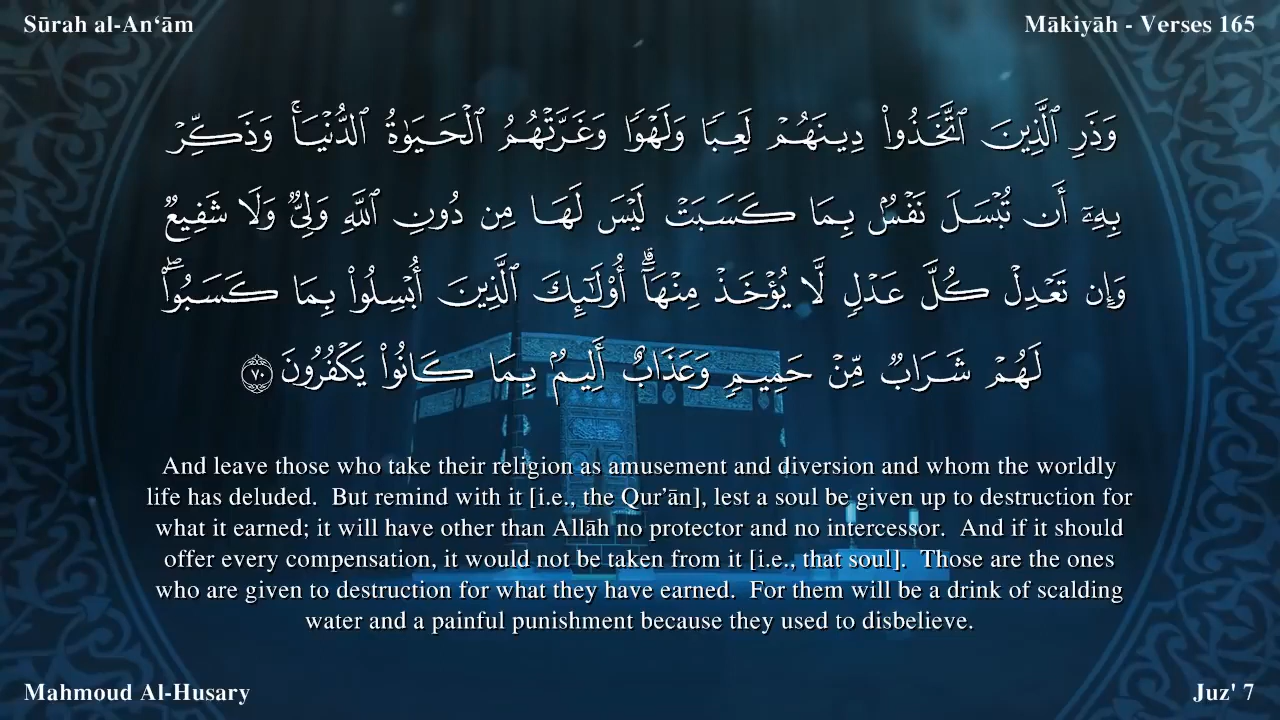 Sūrah al-An‘ām
Mākiyāh - Verses 165
وَذَرِ ٱلَّذِينَ ٱتَّخَذُوا۟ دِينَهُمْ لَعِبًا وَلَهْوًا وَغَرَّتْهُمُ ٱلْحَيَوٰةُ ٱلدُّنْيَا ۚ وَذَكِّرْ
بِهِۦٓ أَن تُبْسَلَ نَفْسٌۢ بِمَا كَسَبَتْ لَيْسَ لَهَا مِن دُونِ ٱللَّهِ وَلِىٌّ وَلَا شَفِيعٌ
وَإِن تَعْدِلْ كُلَّ عَدْلٍ لَّا يُؤْخَذْ مِنْهَآ ۗ أُو۟لَـٰٓئِكَ ٱلَّذِينَ أُبْسِلُوا۟ بِمَا كَسَبُوا۟ ۖ
لَهُمْ شَرَابٌ مِّنْ حَمِيمٍ وَعَذَابٌ أَلِيمٌۢ بِمَا كَانُوا۟ يَكْفُرُونَ ٧٠
And leave those who take their religion as amusement and diversion and whom the worldly
life has deluded.  But remind with it [i.e., the Qur’ān], lest a soul be given up to destruction for
what it earned; it will have other than Allāh no protector and no intercessor.  And if it should
offer every compensation, it would not be taken from it [i.e., that soul].  Those are the ones
who are given to destruction for what they have earned.  For them will be a drink of scalding
water and a painful punishment because they used to disbelieve.
Mahmoud Al-Husary
Juz' 7